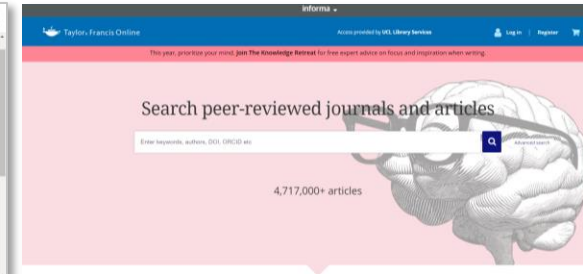 informa
Taylor & Francis Online
Access provided by UCL Library Services
Log in | Register
This year, prioritize your mind. Join The Knowledge Retreat for free expert advice on focus and inspiration when writing.
Search peer-reviewed journals and articles
Enter keywords, authors, DOI, ORCID etc
Advanced search
4,717,000+ articles